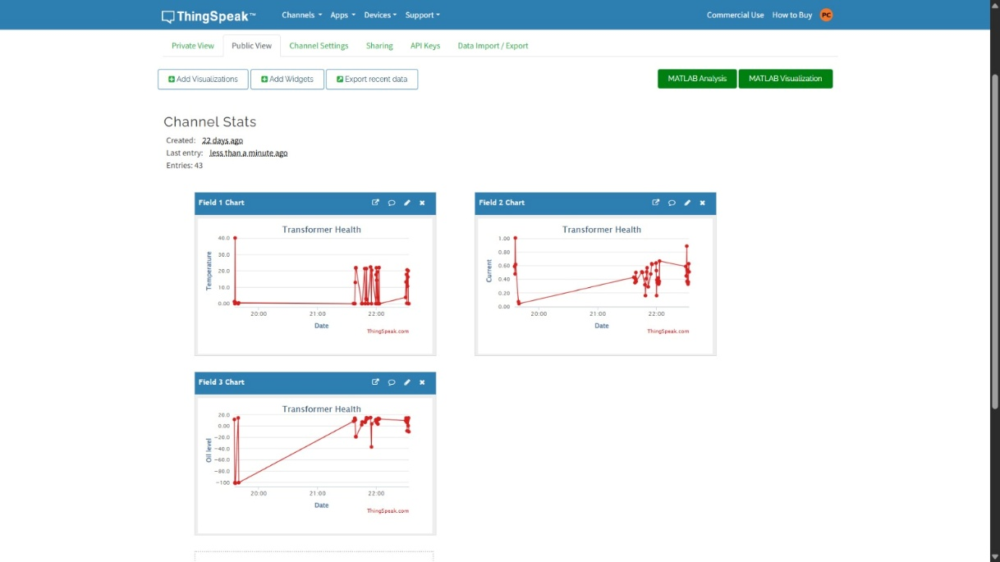 ThingSpeak™ Channels Apps Devices Support Commercial Use How to Buy PC
Private View Public View Channel Settings Sharing API Keys Data Import / Export
Add Visualizations Add Widgets Export recent data MATLAB Analysis MATLAB Visualization
Channel Stats
Created: 22 days ago
Last entry: less than a minute ago
Entries: 43
Field 1 Chart
Transformer Health
Temperature
40.0
30.0
20.0
10.0
0.00
20:00 21:00 22:00
Date
ThingSpeak.com
Field 2 Chart
Transformer Health
Current
1.00
0.80
0.60
0.40
0.20
0.00
20:00 21:00 22:00
Date
ThingSpeak.com
Field 3 Chart
Transformer Health
Oil level
20.0
0.00
−20.0
−40.0
−60.0
−80.0
−100
20:00 21:00 22:00
Date
ThingSpeak.com